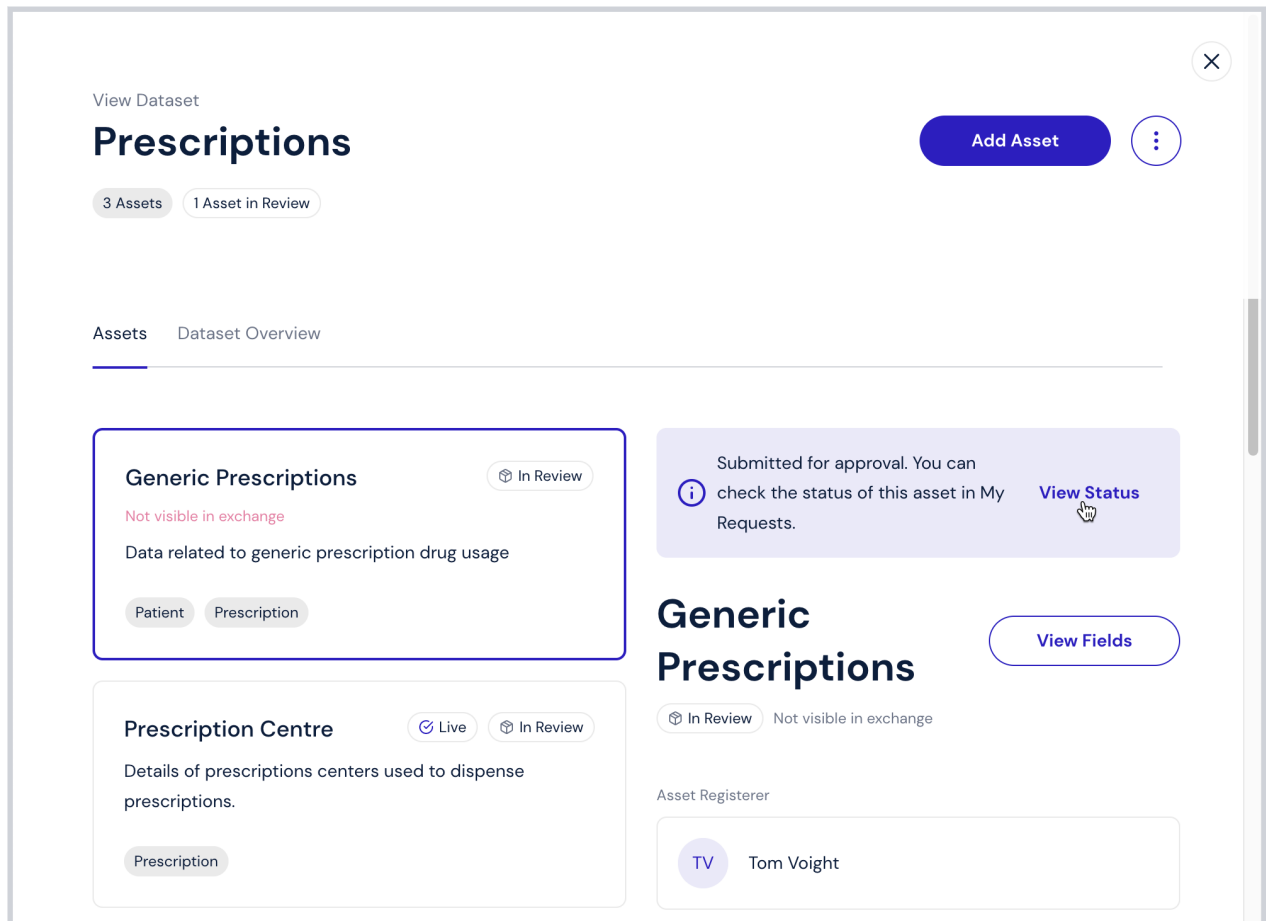 View Dataset
Prescriptions
Add Asset
3 Assets
1 Asset in Review
Assets
Dataset Overview
Generic Prescriptions
In Review
Not visible in exchange
Data related to generic prescription drug usage
Patient
Prescription
Prescription Centre
Live
In Review
Details of prescriptions centers used to dispense
prescriptions.
Prescription
Submitted for approval. You can
check the status of this asset in My
Requests.
View Status
Generic
Prescriptions
View Fields
In Review
Not visible in exchange
Asset Registerer
TV
Tom Voight